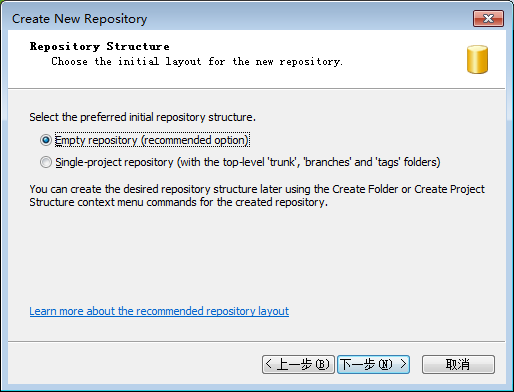 Create New Repository
Repository Structure
Choose the initial layout for the new repository.
Select the preferred initial repository structure.
Empty repository (recommended option)
Single-project repository (with the top-level 'trunk', 'branches' and 'tags' folders)
You can create the desired repository structure later using the Create Folder or Create Project
Structure context menu commands for the created repository.
Learn more about the recommended repository layout
< 上一步(B) 下一步(N) > 取消